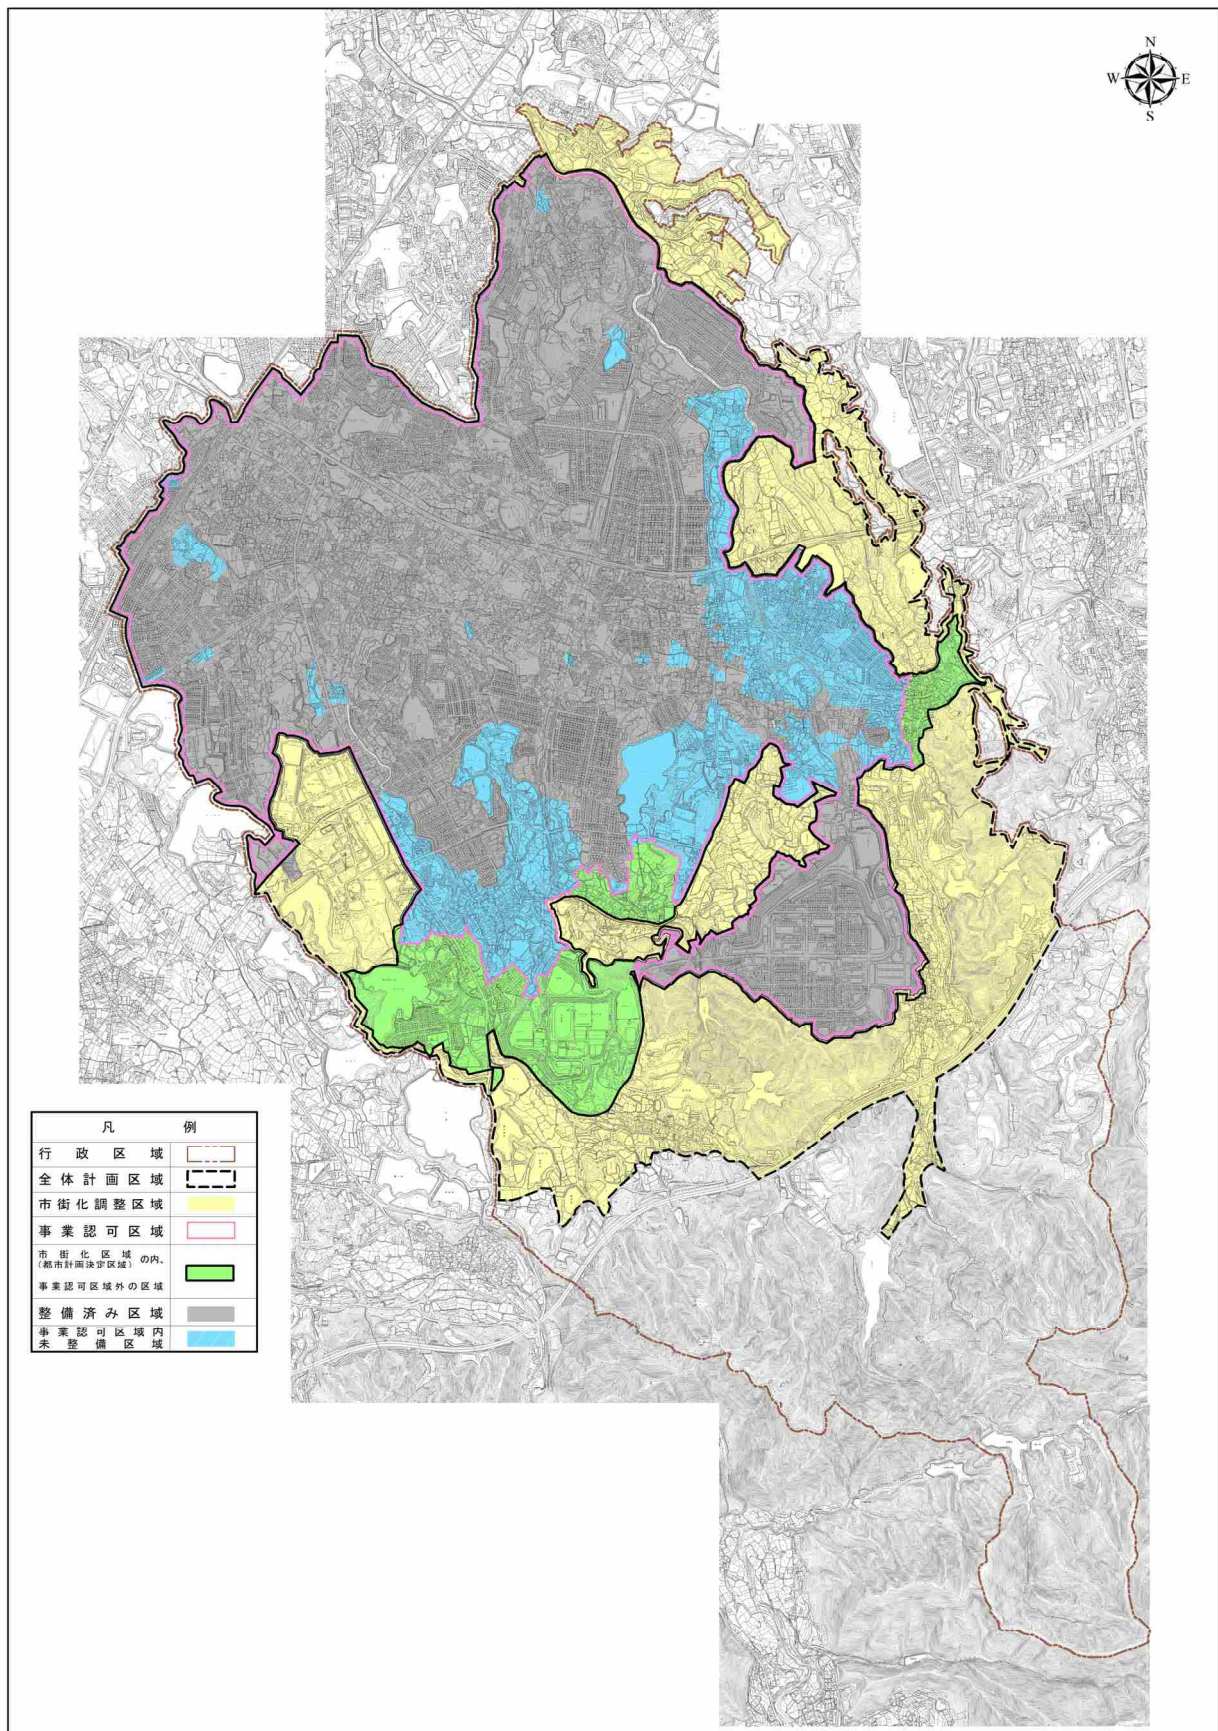 N
W E
S
凡 例
行政区域
全体計画区域
市街化調整区域
事業認可区域
市街化区域
(都市計画決定区域) の内、
事業認可区域外の区域
整備済み区域
事業認可区域内
未整備区域